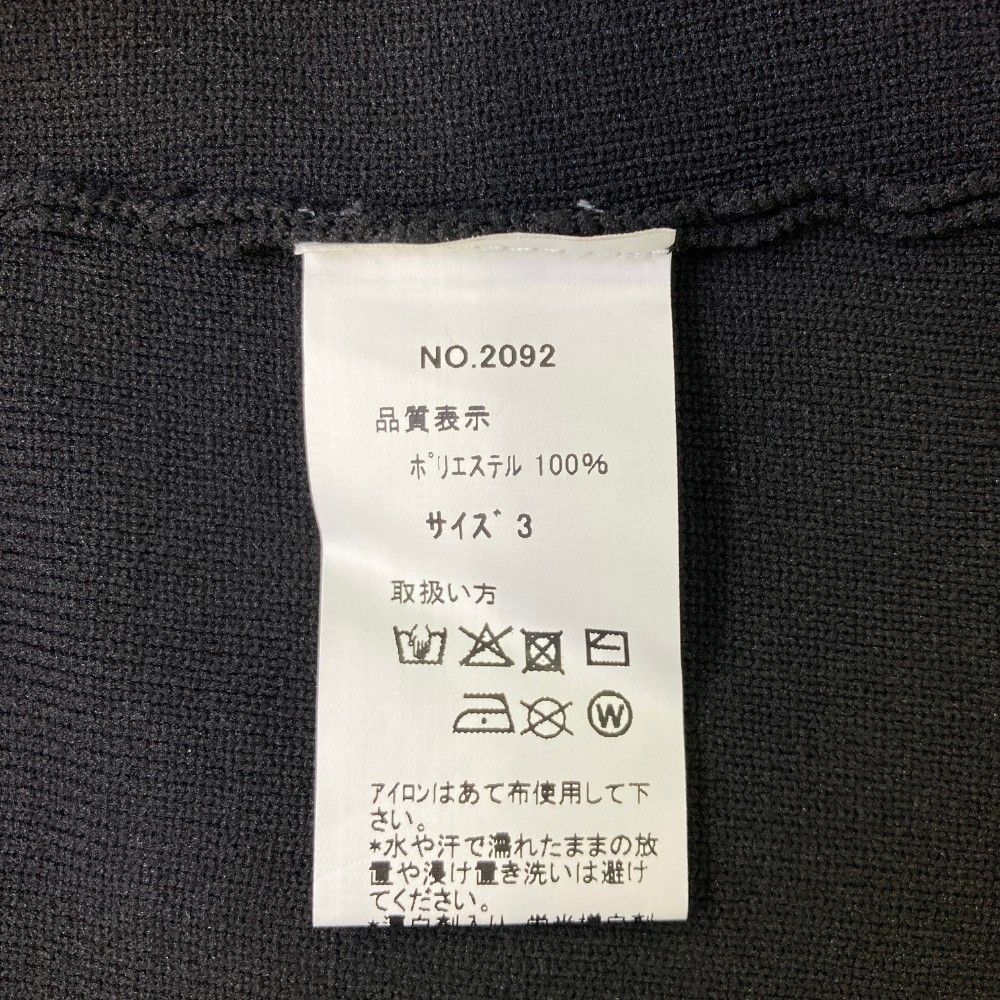 NO.2092
品質表示
ポリエステル 100%
サイズ 3
取扱い方
W
アイロンはあて布使用して下
さい。
*水や汗で濡れたままの放
置や浸け置き洗いは避け
てください。